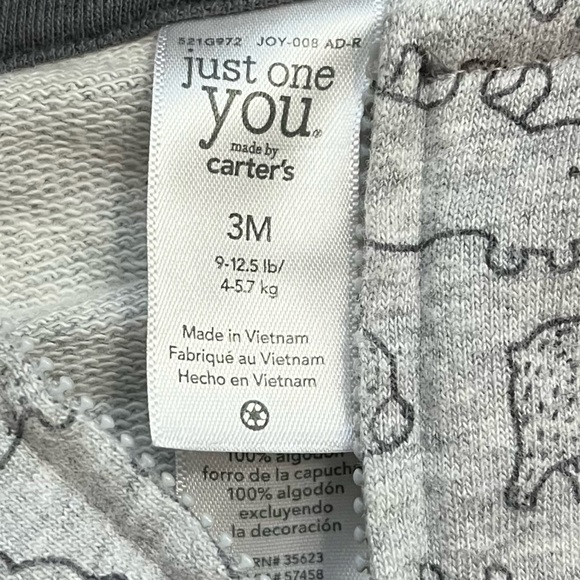 521G972 JOY-008 AD-R
just one
you®
made by
carter's
3M
9-12.5 lb/
4-5.7 kg
Made in Vietnam
Fabriqué au Vietnam
Hecho en Vietnam
100% algodón
forro de la capucha
100% algodón
excluyendo
la decoración
RN# 35623
# 57458